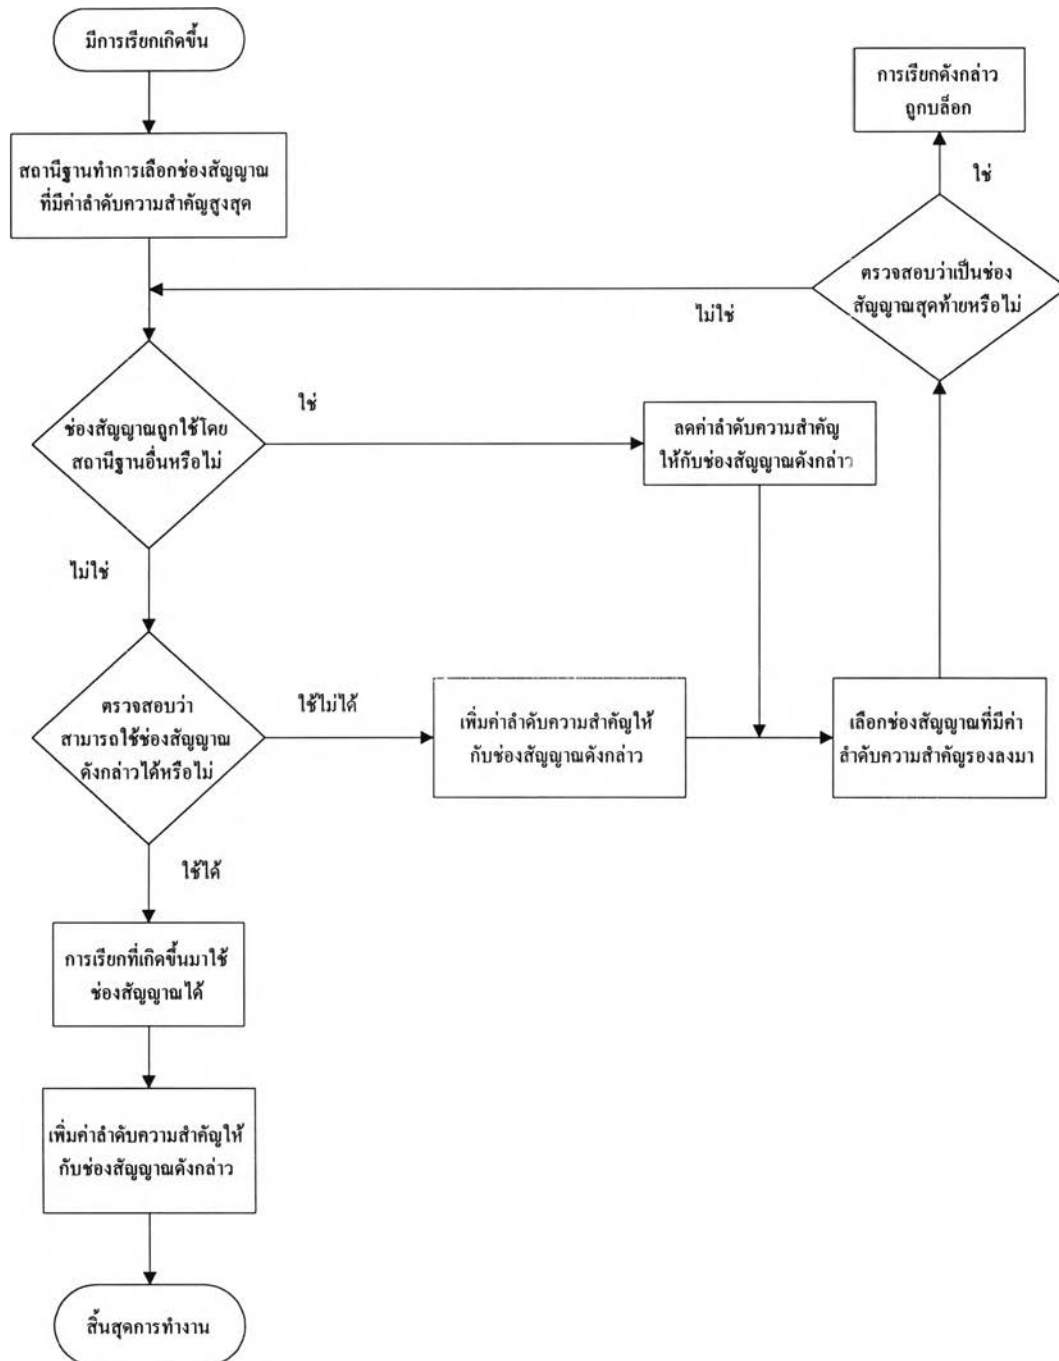 มีการเรียกเกิดขึ้น
การเรียกดังกล่าว
ถูกบล็อก
สถานีฐานทำการเลือกช่องสัญญาณ
ที่มีค่าลำดับความสำคัญสูงสุด
ใช่
ตรวจสอบว่าเป็นช่อง
สัญญาณสุดท้ายหรือไม่
ไม่ใช่
ช่องสัญญาณถูกใช้โดย
สถานีฐานอื่นหรือไม่
ใช่
ลดค่าลำดับความสำคัญ
ให้กับช่องสัญญาณดังกล่าว
ไม่ใช่
ตรวจสอบว่า
สามารถใช้ช่องสัญญาณ
ดังกล่าวได้หรือไม่
ใช้ไม่ได้
เพิ่มค่าลำดับความสำคัญให้
กับช่องสัญญาณดังกล่าว
เลือกช่องสัญญาณที่มีค่า
ลำดับความสำคัญรองลงมา
ใช้ได้
การเรียกที่เกิดขึ้นมาใช้
ช่องสัญญาณได้
เพิ่มค่าลำดับความสำคัญให้
กับช่องสัญญาณดังกล่าว
สิ้นสุดการทำงาน